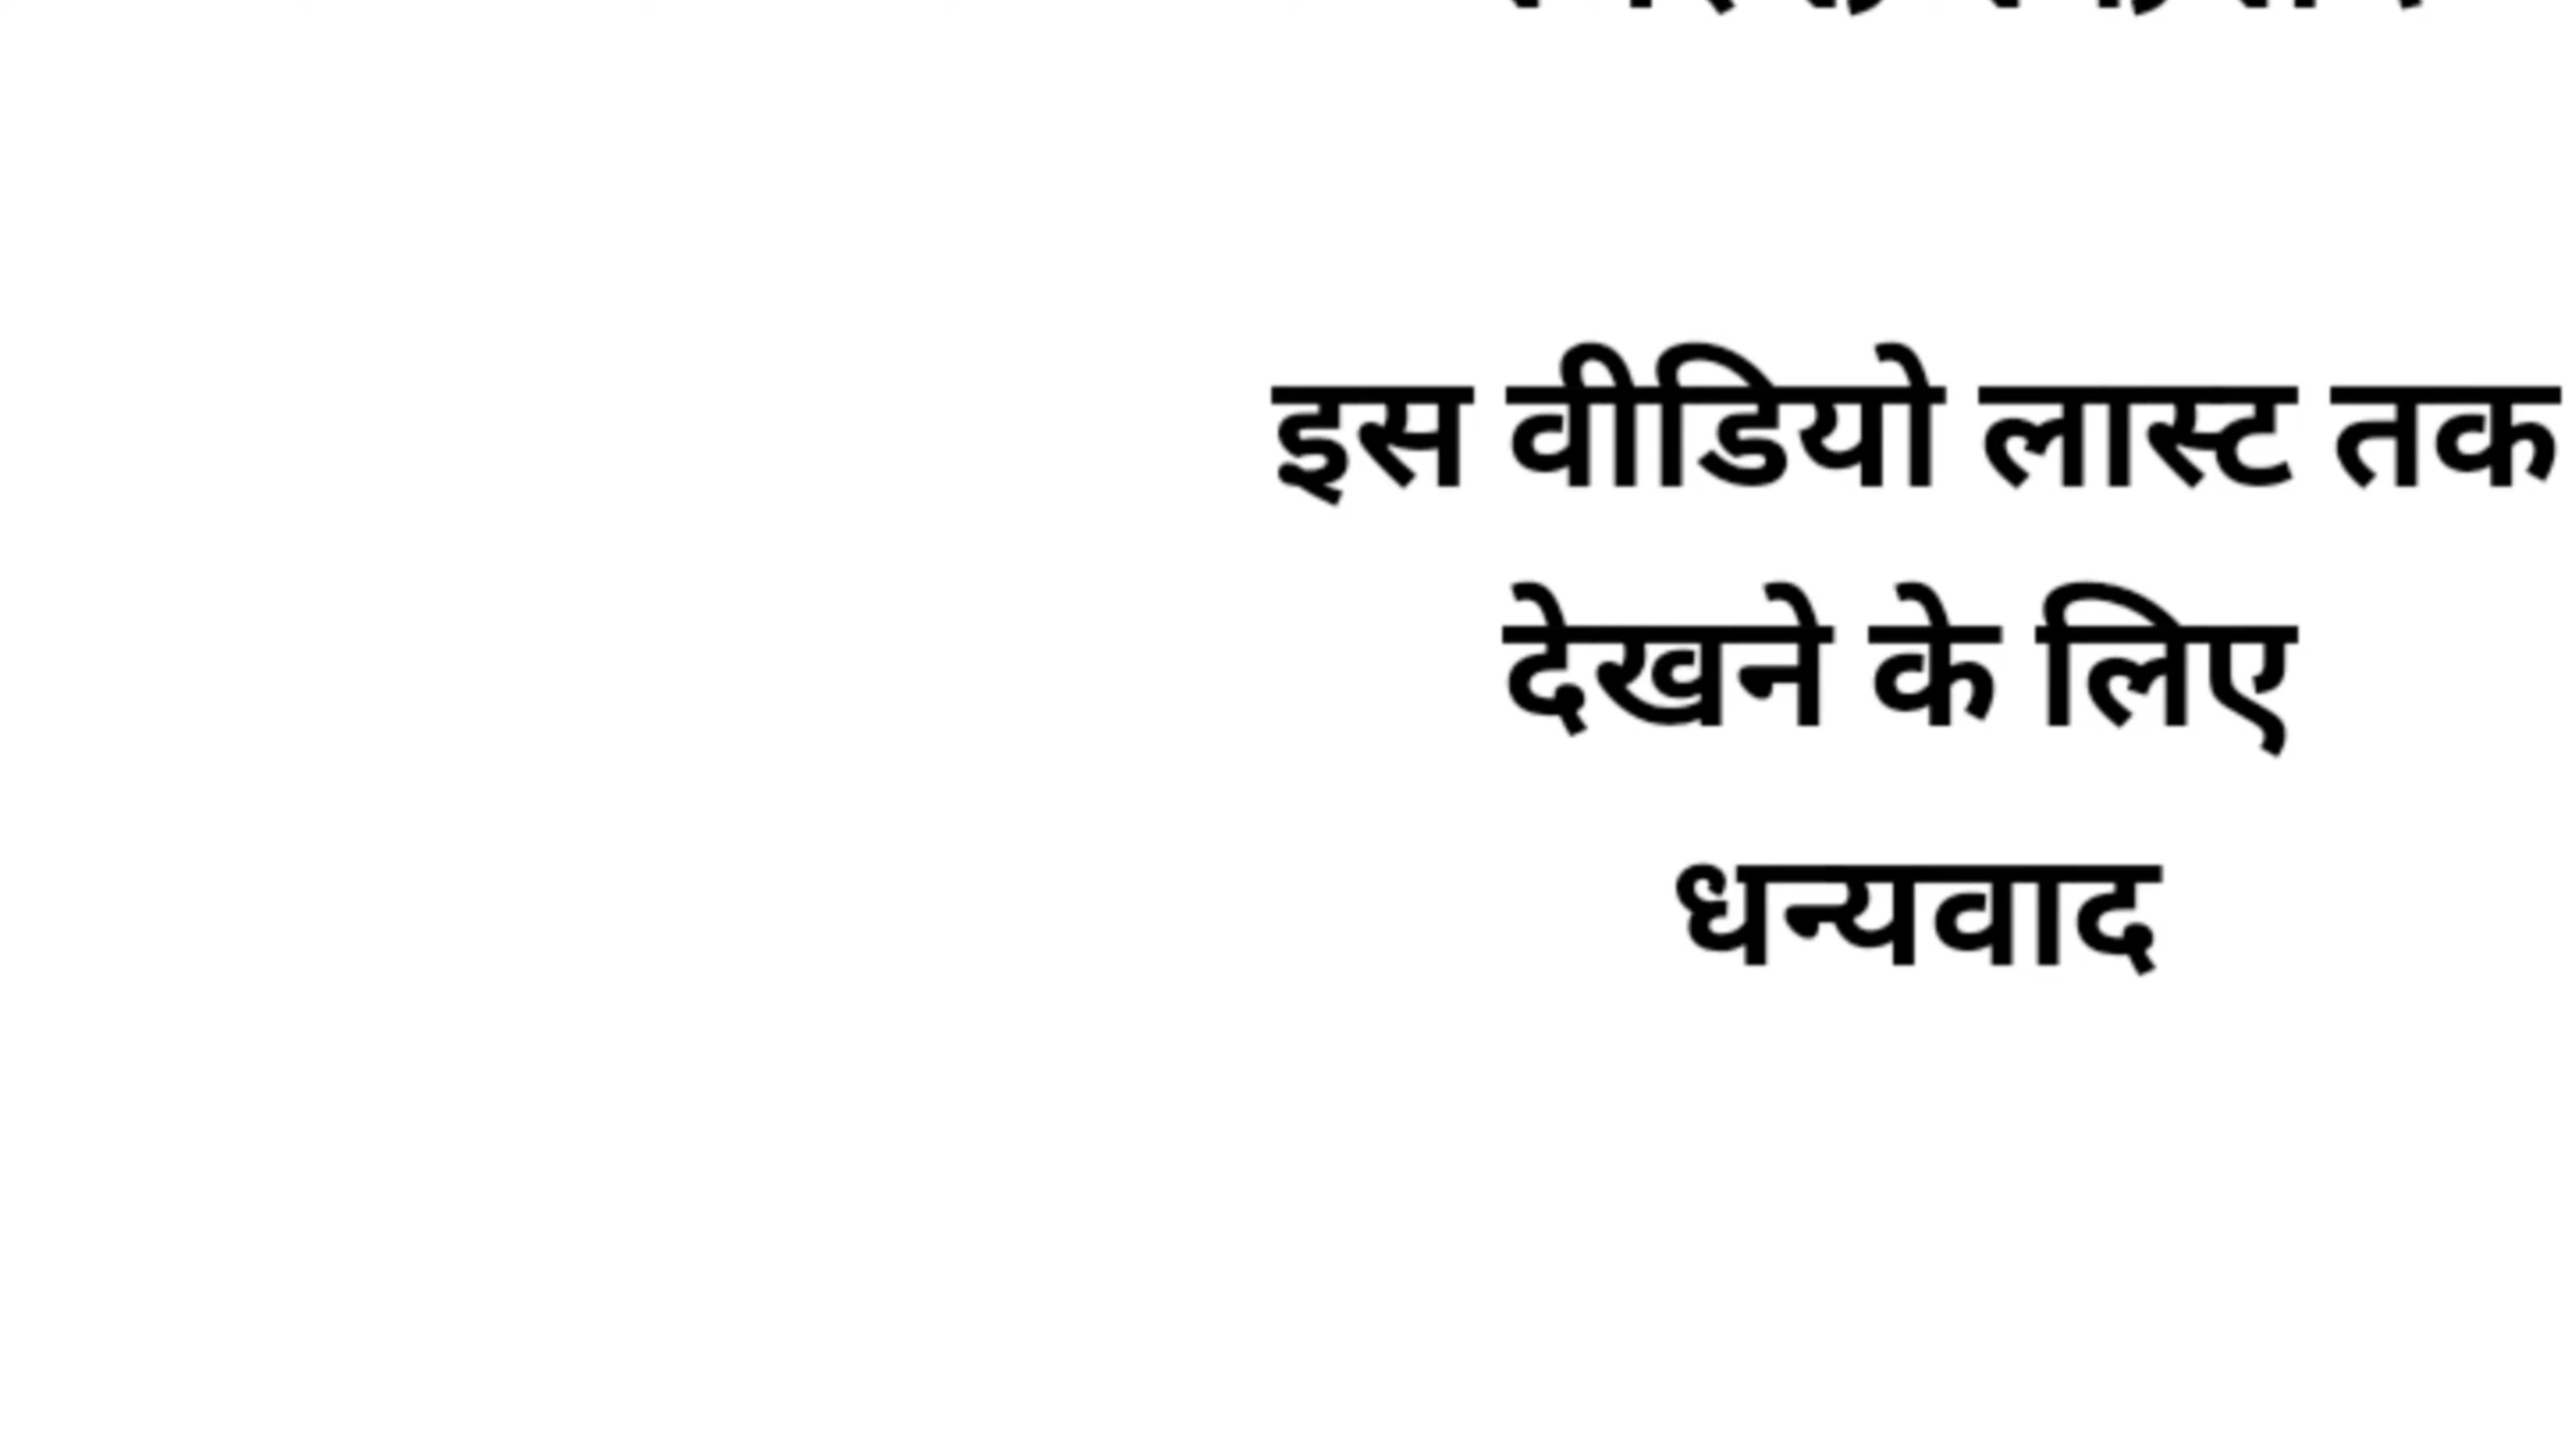 इस वीडियो लास्ट तक
देखने के लिए
धन्यवाद